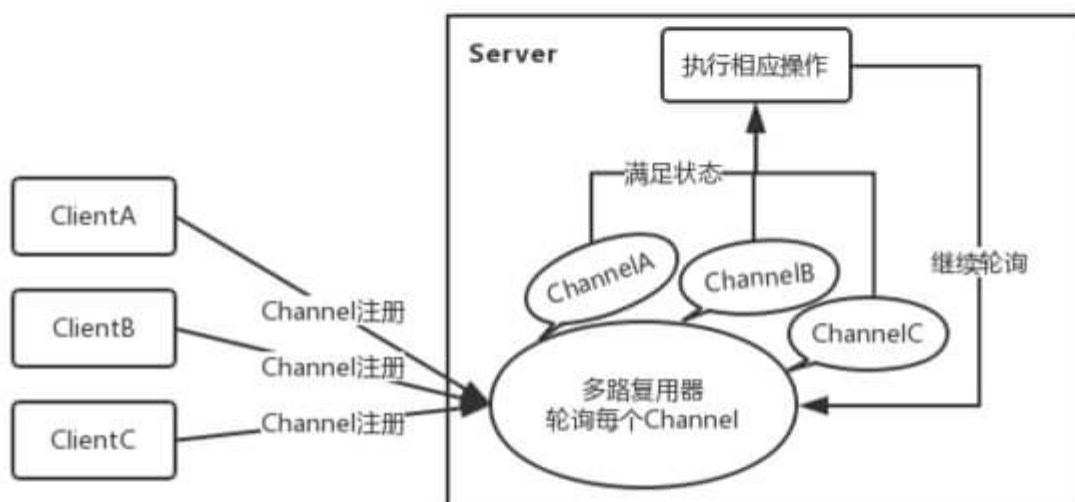 Server
执行相应操作
满足状态
ClientA
ChannelA
ChannelB
继续轮询
Channel注册
ClientB
ChannelC
Channel注册
多路复用器
轮询每个Channel
Channel注册
ClientC